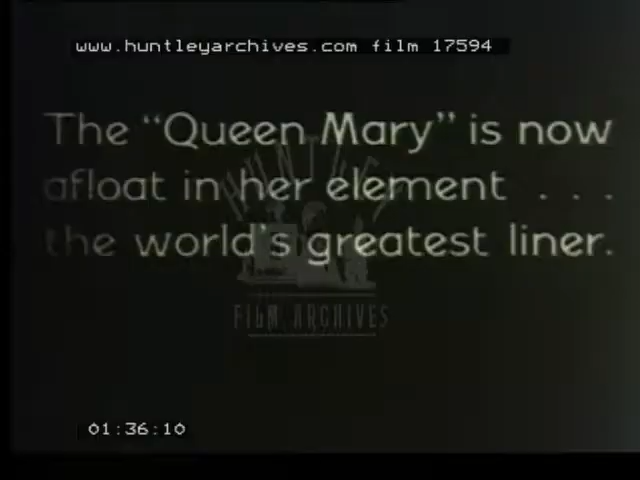 www.huntleyarchives.com film 17594
The “Queen Mary” is now
afloat in her element . . .
the world's greatest liner.
HUNTLEY
FILM ARCHIVES
01:36:10